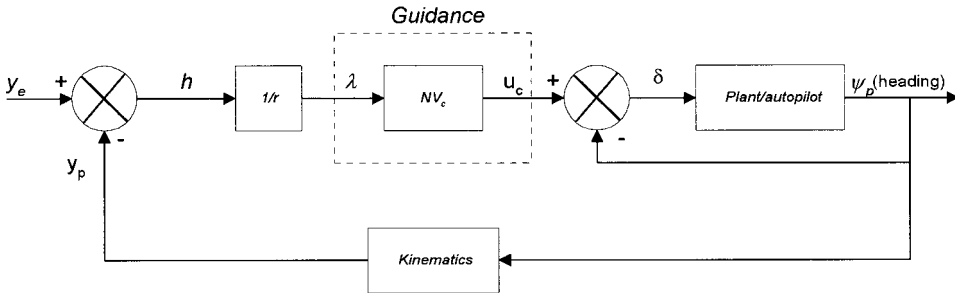 Guidance
y_e
+
h
1/r
λ
NV_c
u_c
+
δ
Plant/autopilot
ψ_p(heading)
-
-
y_p
Kinematics